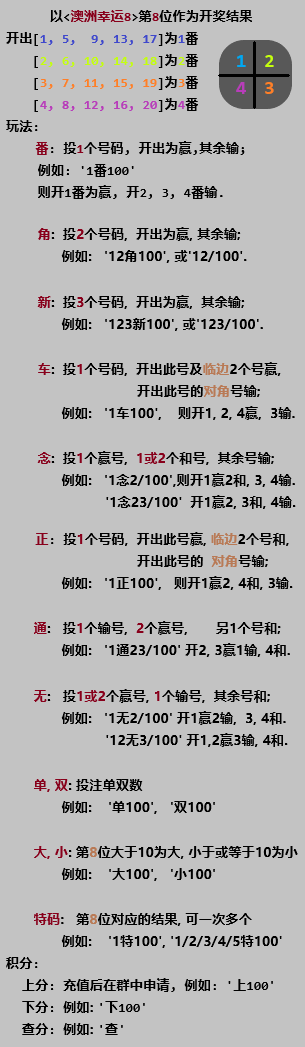 以<澳洲幸运8>第8位作为开奖结果
开出[1, 5, 9, 13, 17]为1番
[2, 6, 10, 14, 18]为2番
[3, 7, 11, 15, 19]为3番
[4, 8, 12, 16, 20]为4番
1 2
4 3
玩法:
番: 投1个号码, 开出为赢,其余输;
例如: '1番100'
则开1番为赢, 开2, 3, 4番输.
角: 投2个号码, 开出为赢, 其余输;
例如: '12角100', 或'12/100'.
新: 投3个号码, 开出为赢, 其余输;
例如: '123新100', 或'123/100'.
车: 投1个号码, 开出此号及临边2个号赢,
开出此号的对角号输;
例如: '1车100', 则开1, 2, 4赢, 3输.
念: 投1个赢号, 1或2个和号, 其余号输;
例如: '1念2/100',则开1赢2和, 3, 4输.
'1念23/100' 开1赢2, 3和, 4输.
正: 投1个号码, 开出此号赢, 临边2个号和,
开出此号的 对角号输;
例如: '1正100', 则开1赢2, 4和, 3输.
通: 投1个输号, 2个赢号, 另1个号和;
例如: '1通23/100' 开2, 3赢1输, 4和.
无: 投1或2个赢号, 1个输号, 其余号和;
例如: '1无2/100' 开1赢2输, 3, 4和.
'12无3/100' 开1,2赢3输, 4和.
单, 双: 投注单双数
例如: '单100', '双100'
大, 小: 第8位大于10为大, 小于或等于10为小
例如: '大100', '小100'
特码: 第8位对应的结果, 可一次多个
例如: '1特100', '1/2/3/4/5特100'
积分:
上分: 充值后在群中申请, 例如: '上100'
下分: 例如: '下100'
查分: 例如: '查'